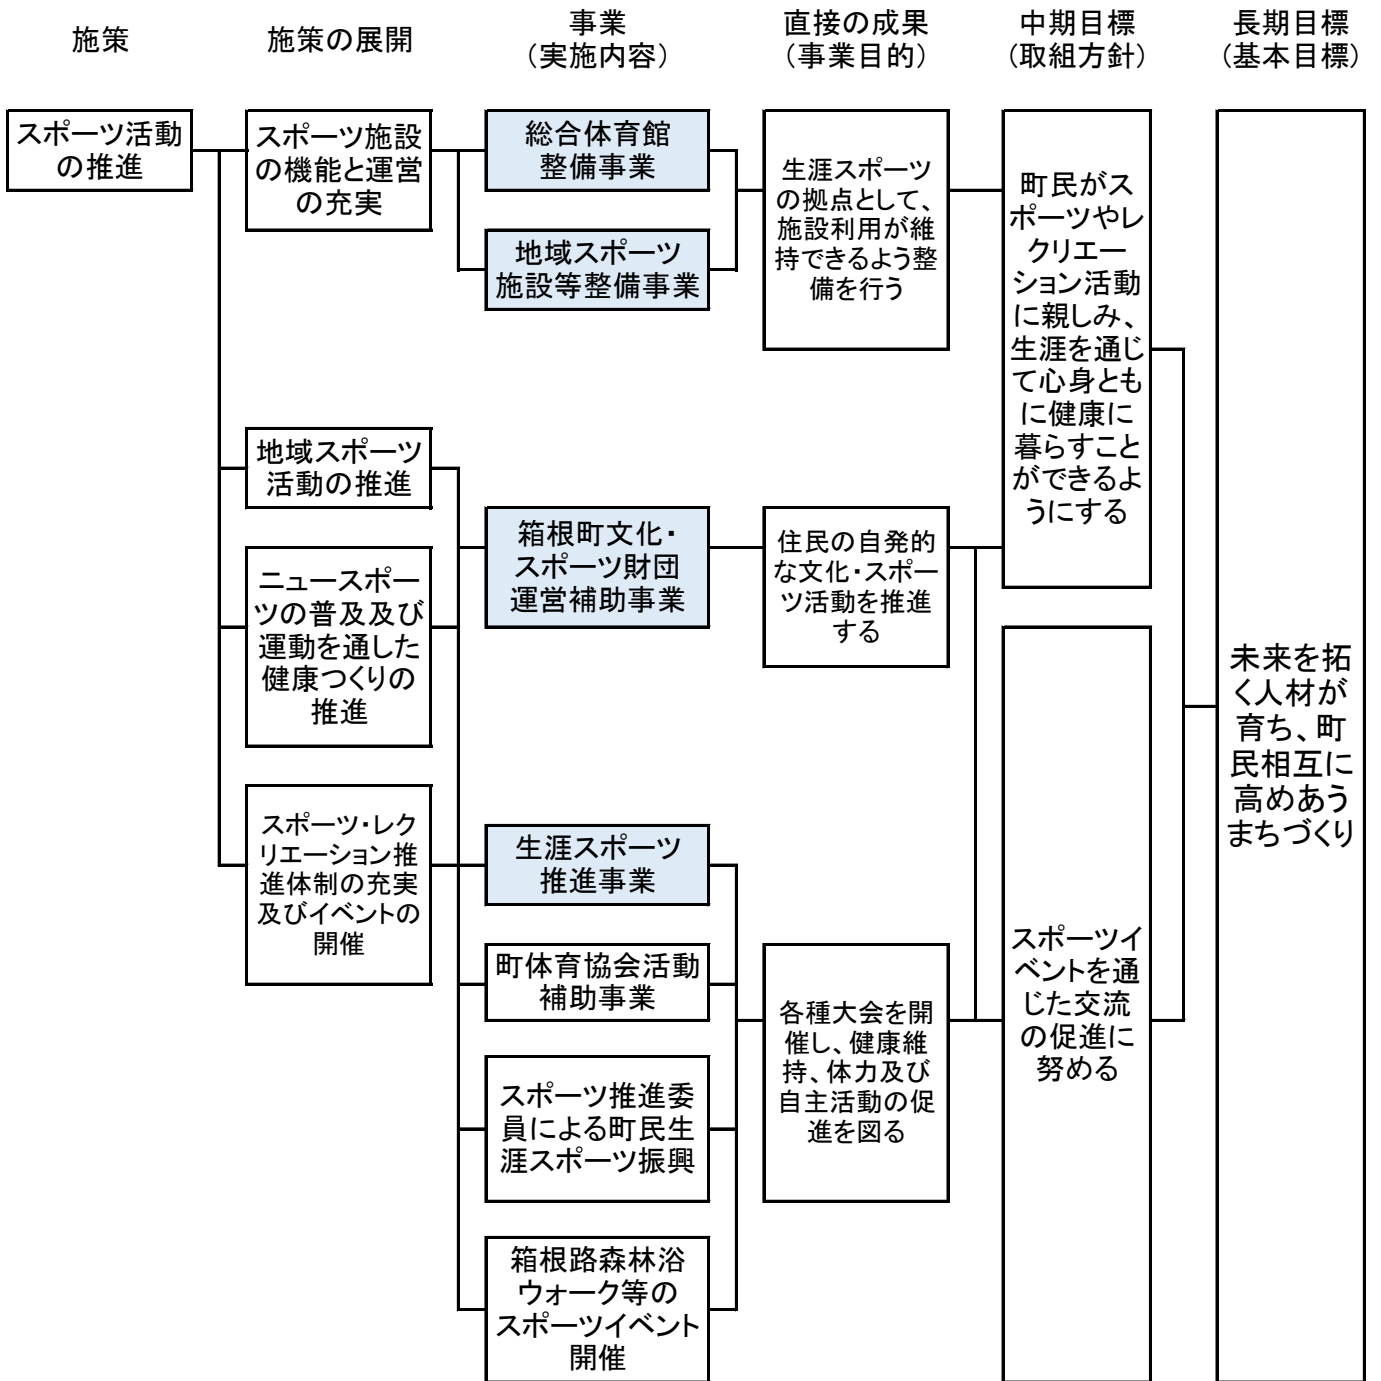 施策
施策の展開
事業
（実施内容）
直接の成果
（事業目的）
中期目標
（取組方針）
長期目標
（基本目標）
スポーツ活動
の推進
スポーツ施設
の機能と運営
の充実
総合体育館
整備事業
地域スポーツ
施設等整備事業
生涯スポーツ
の拠点として、
施設利用が維
持できるよう整
備を行う
町民がス
ポーツやレ
クリエー
ション活動
に親しみ、
生涯を通じ
て心身とも
に健康に
暮らすこと
ができるよ
うにする
地域スポーツ
活動の推進
ニュースポー
ツの普及及び
運動を通した
健康つくりの
推進
箱根町文化・
スポーツ財団
運営補助事業
住民の自発的
な文化・スポー
ツ活動を推進
する
スポーツ・レク
リエーション推
進体制の充実
及びイベントの
開催
生涯スポーツ
推進事業
町体育協会活動
補助事業
スポーツ推進委
員による町民生
涯スポーツ振興
箱根路森林浴
ウォーク等の
スポーツイベント
開催
各種大会を開
催し、健康維
持、体力及び
自主活動の促
進を図る
スポーツイ
ベントを通
じた交流
の促進に
努める
未来を拓
く人材が
育ち、町
民相互に
高めあう
まちづくり